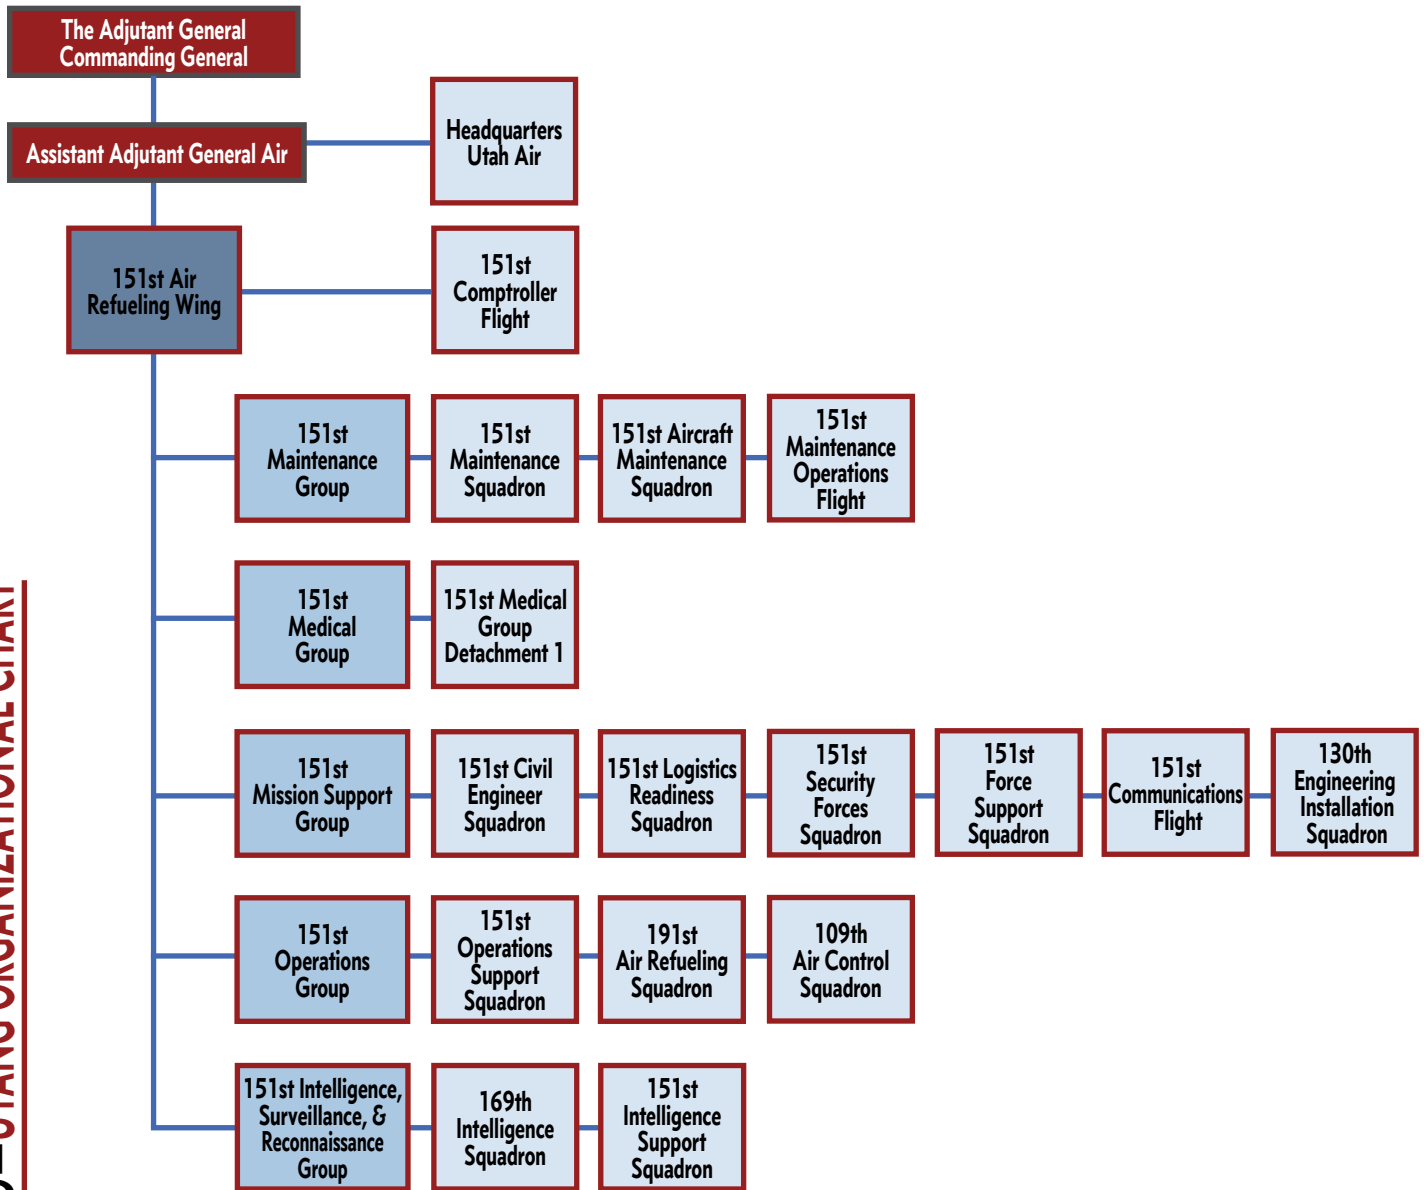 The Adjutant General
Commanding General
Assistant Adjutant General Air
Headquarters
Utah Air
151st Air
Refueling Wing
151st
Comptroller
Flight
151st
Maintenance
Group
151st
Maintenance
Squadron
151st Aircraft
Maintenance
Squadron
151st
Maintenance
Operations
Flight
151st
Medical
Group
151st Medical
Group
Detachment 1
151st
Mission Support
Group
151st Civil
Engineer
Squadron
151st Logistics
Readiness
Squadron
151st
Security
Forces
Squadron
151st
Force
Support
Squadron
151st
Communications
Flight
130th
Engineering
Installation
Squadron
151st
Operations
Group
151st
Operations
Support
Squadron
191st
Air Refueling
Squadron
109th
Air Control
Squadron
151st Intelligence,
Surveillance, &
Reconnaissance
Group
169th
Intelligence
Squadron
151st
Intelligence
Support
Squadron
UTANG ORGANIZATIONAL CHART